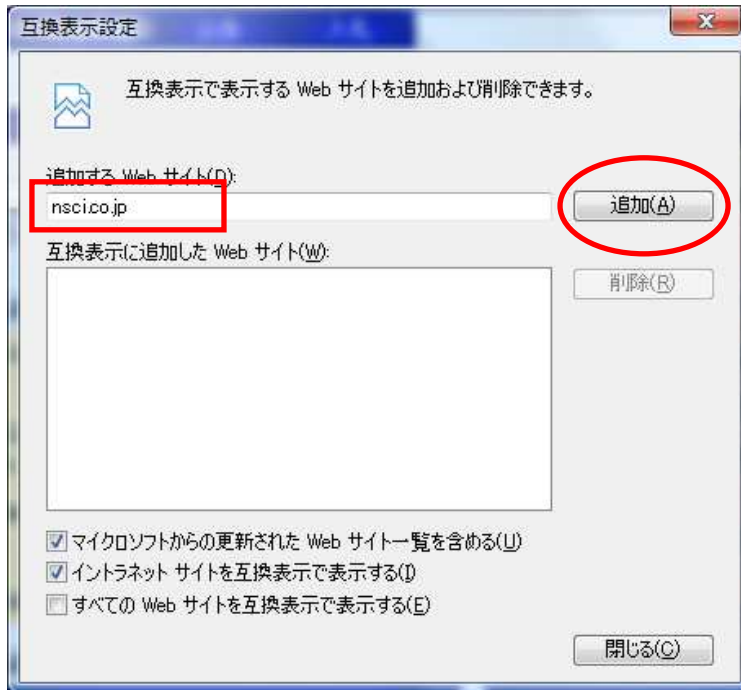 互換表示設定
互換表示で表示する Web サイトを追加および削除できます。
追加する Web サイト(D):
nsci.co.jp
追加(A)
互換表示に追加した Web サイト(W):
削除(R)
マイクロソフトからの更新された Web サイト一覧を含める(U)
イントラネット サイトを互換表示で表示する(I)
すべての Web サイトを互換表示で表示する(E)
閉じる(C)